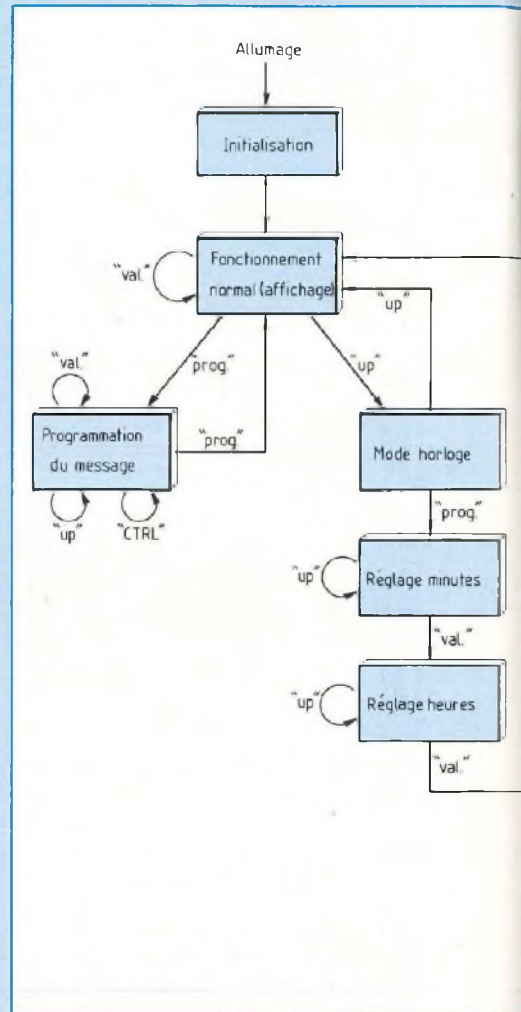 Allumage
Initialisation
"val"
Fonctionnement
normal (affichage)
"up"
"prog."
"up"
"val."
Programmation
du message
"prog"
Mode horloge
"up"
"CTRL"
"prog."
"up"
Réglage minutes
"val."
"up"
Réglage heures
"val."